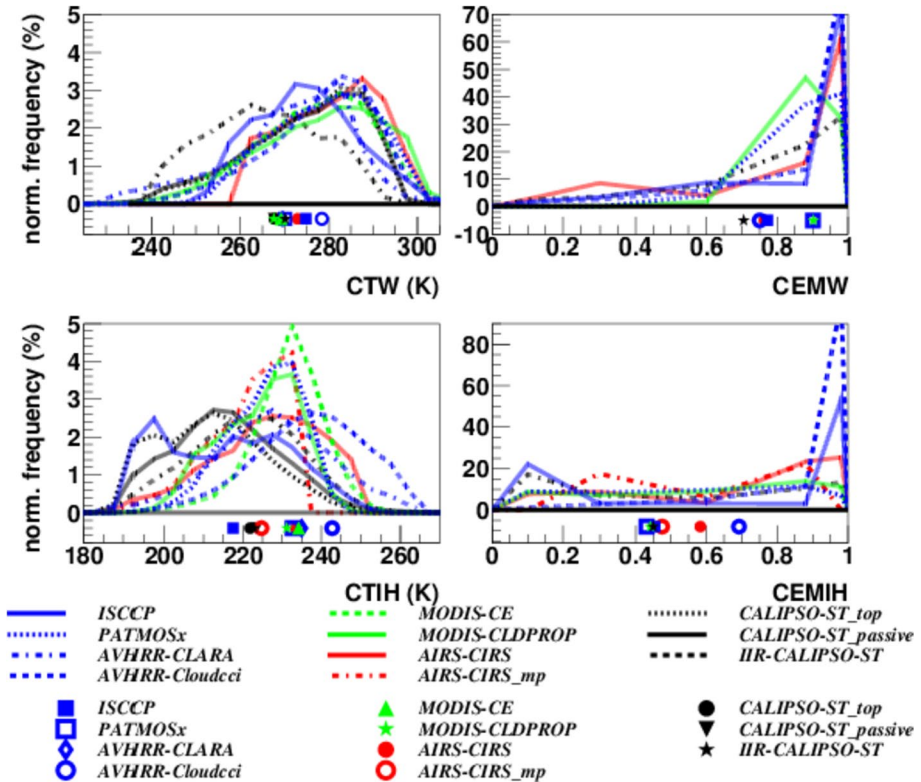 norm. frequency (%)
5
4
3
2
1
0
240 260 280 300
CTW (K)
70
60
50
40
30
20
10
0
-10
0 0.2 0.4 0.6 0.8 1
CEMW
norm. frequency (%)
5
4
3
2
1
0
180 200 220 240 260
CTIH (K)
80
60
40
20
0
0 0.2 0.4 0.6 0.8 1
CEMIH
ISCCP MODIS-CE CALIPSO-ST_top
PATMOSx MODIS-CLDPROP CALIPSO-ST_passive
AVHRR-CLARA AIRS-CIRS IIR-CALIPSO-ST
AVHRR-Cloudcci AIRS-CIRS_mp
ISCCP MODIS-CE CALIPSO-ST_top
PATMOSx MODIS-CLDPROP CALIPSO-ST_passive
AVHRR-CLARA AIRS-CIRS IIR-CALIPSO-ST
AVHRR-Cloudcci AIRS-CIRS_mp